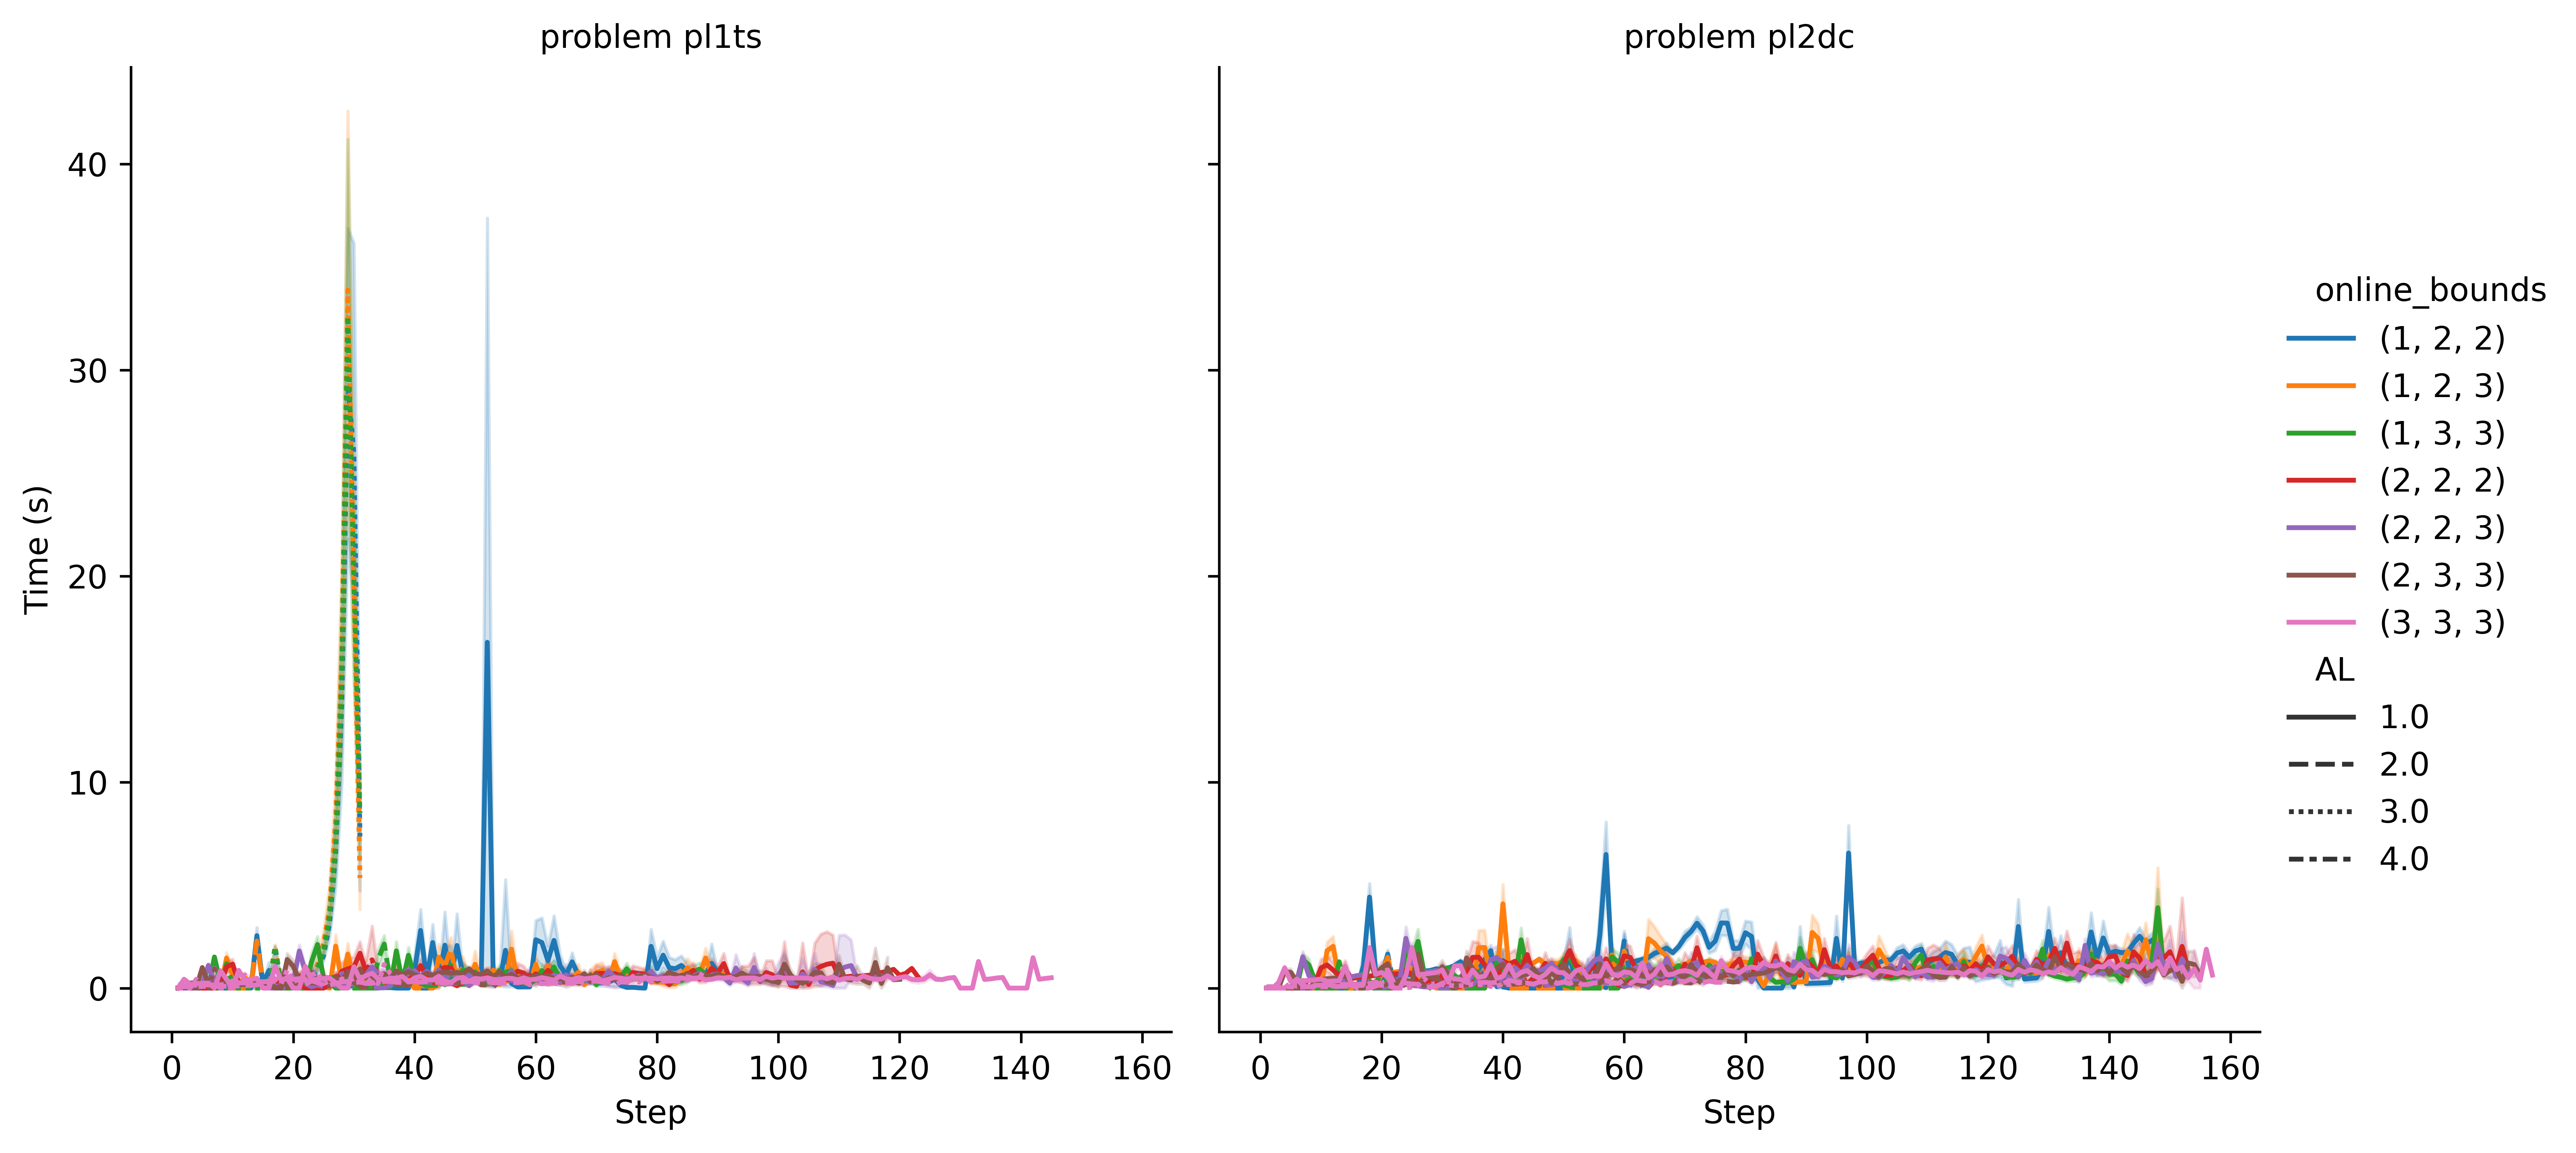 problem pl1ts
problem pl2dc
Time (s)
40
30
20
10
0
0 20 40 60 80 100 120 140 160
Step
0 20 40 60 80 100 120 140 160
Step
online_bounds
(1, 2, 2)
(1, 2, 3)
(1, 3, 3)
(2, 2, 2)
(2, 2, 3)
(2, 3, 3)
(3, 3, 3)
AL
1.0
2.0
3.0
4.0